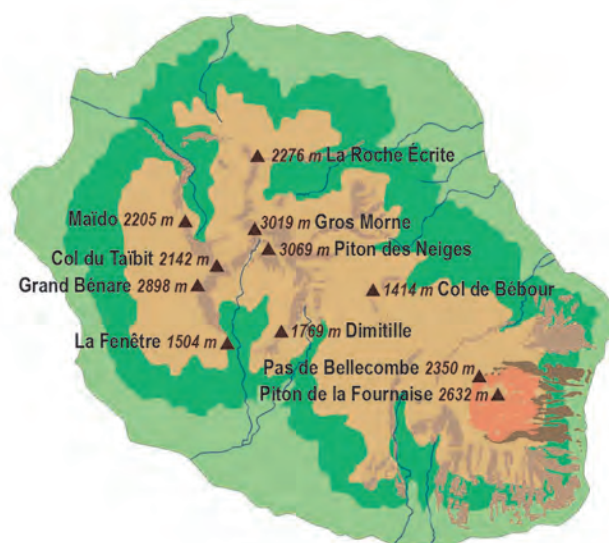 2276 m La Roche Écrite
Maïdo 2205 m
3019 m Gros Morne
3069 m Piton des Neiges
Col du Taïbit 2142 m
Grand Bénare 2898 m
1414 m Col de Bébour
La Fenêtre 1504 m
1769 m Dimitille
Pas de Bellecombe 2350 m
Piton de la Fournaise 2632 m